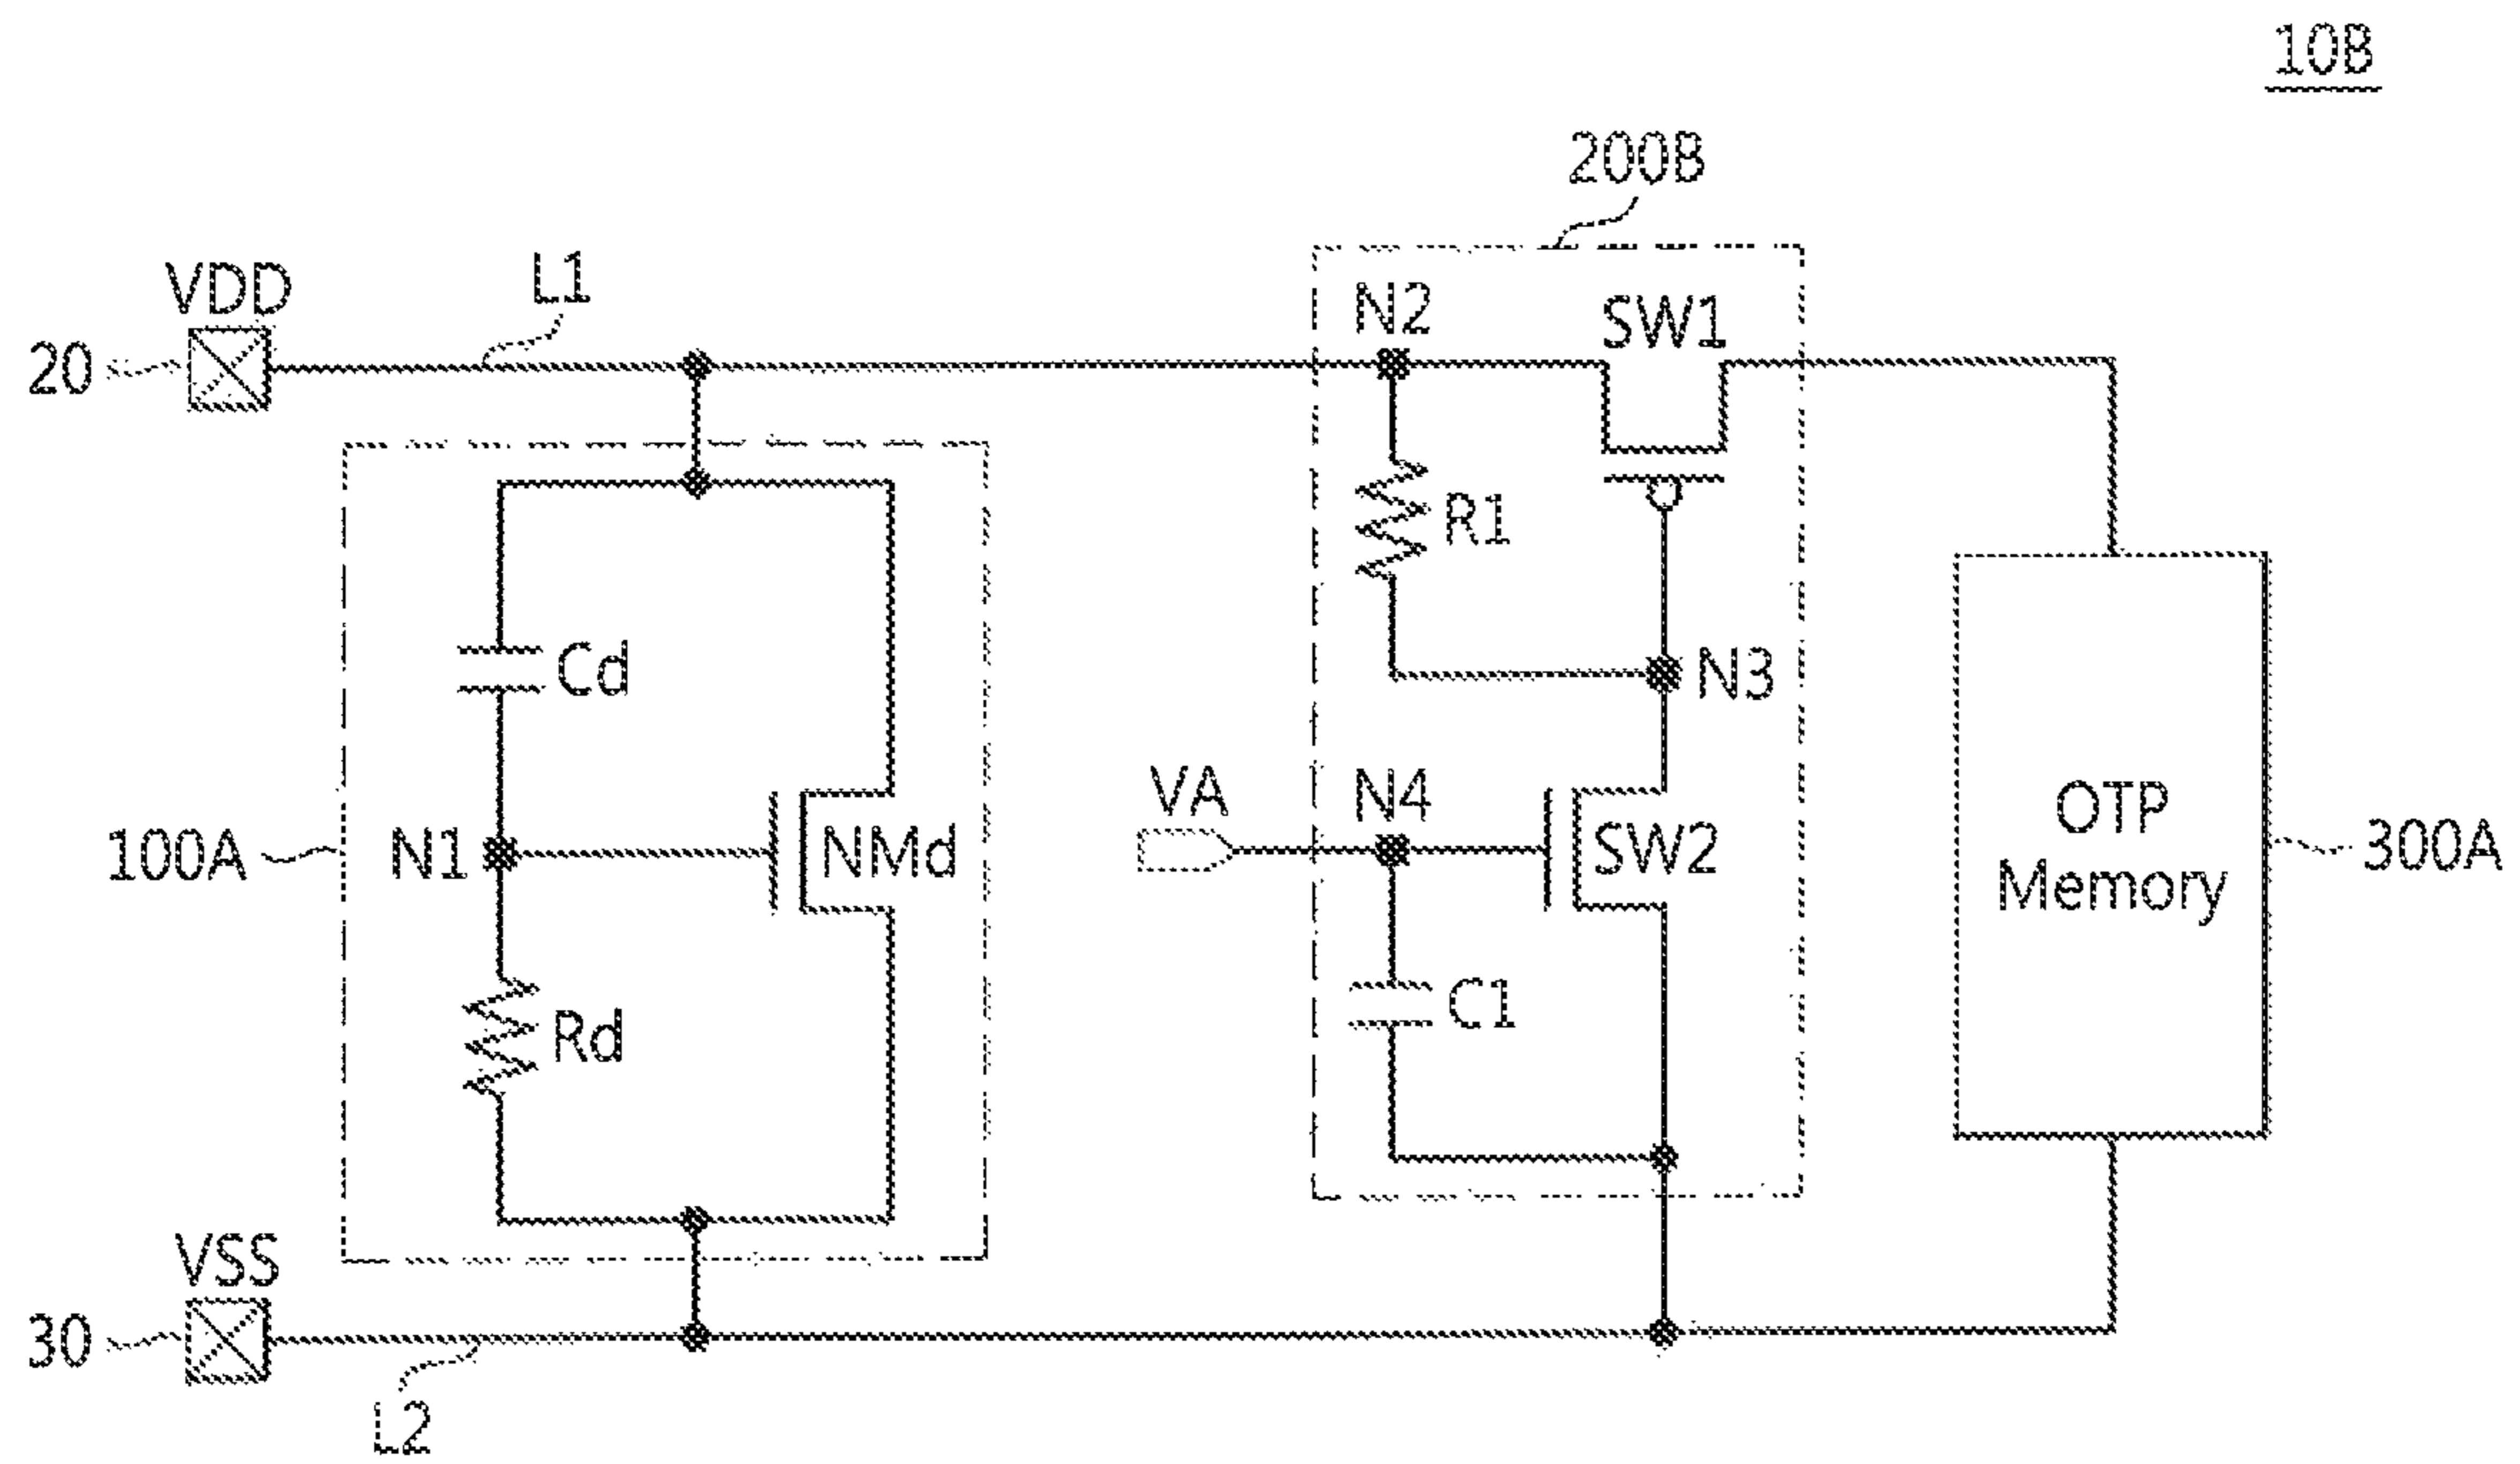 10B
200B
VDD
L1
N2
SW1
20
R1
Cd
N3
VA
N4
100A
N1
NMd
SW2
OTP
Memory
300A
C1
Rd
VSS
30
L2